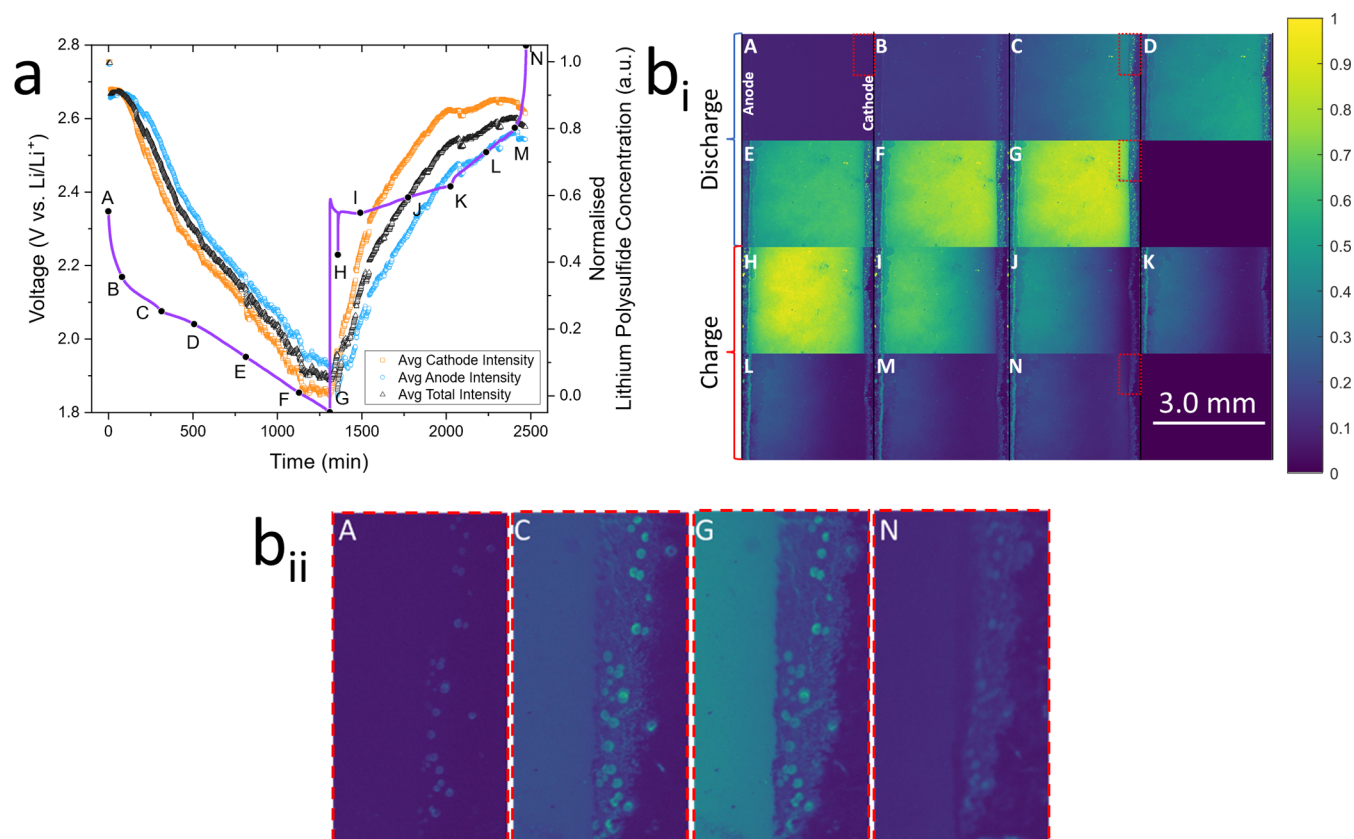 a
2.8
2.6
2.4
2.2
2.0
1.8
Voltage (V vs. Li/Li⁺)
0
500
1000
1500
2000
2500
Time (min)
1.0
0.8
0.6
0.4
0.2
0.0
Normalised
Lithium Polysulfide Concentration (a.u.)
A
B
C
D
E
F
G
H
I
J
K
L
M
N
Avg Cathode Intensity
Avg Anode Intensity
Avg Total Intensity
bi
Discharge
Charge
A
Anode
Cathode
B
C
D
E
F
G
H
I
J
K
L
M
N
3.0 mm
1
0.9
0.8
0.7
0.6
0.5
0.4
0.3
0.2
0.1
0
bii
A
C
G
N